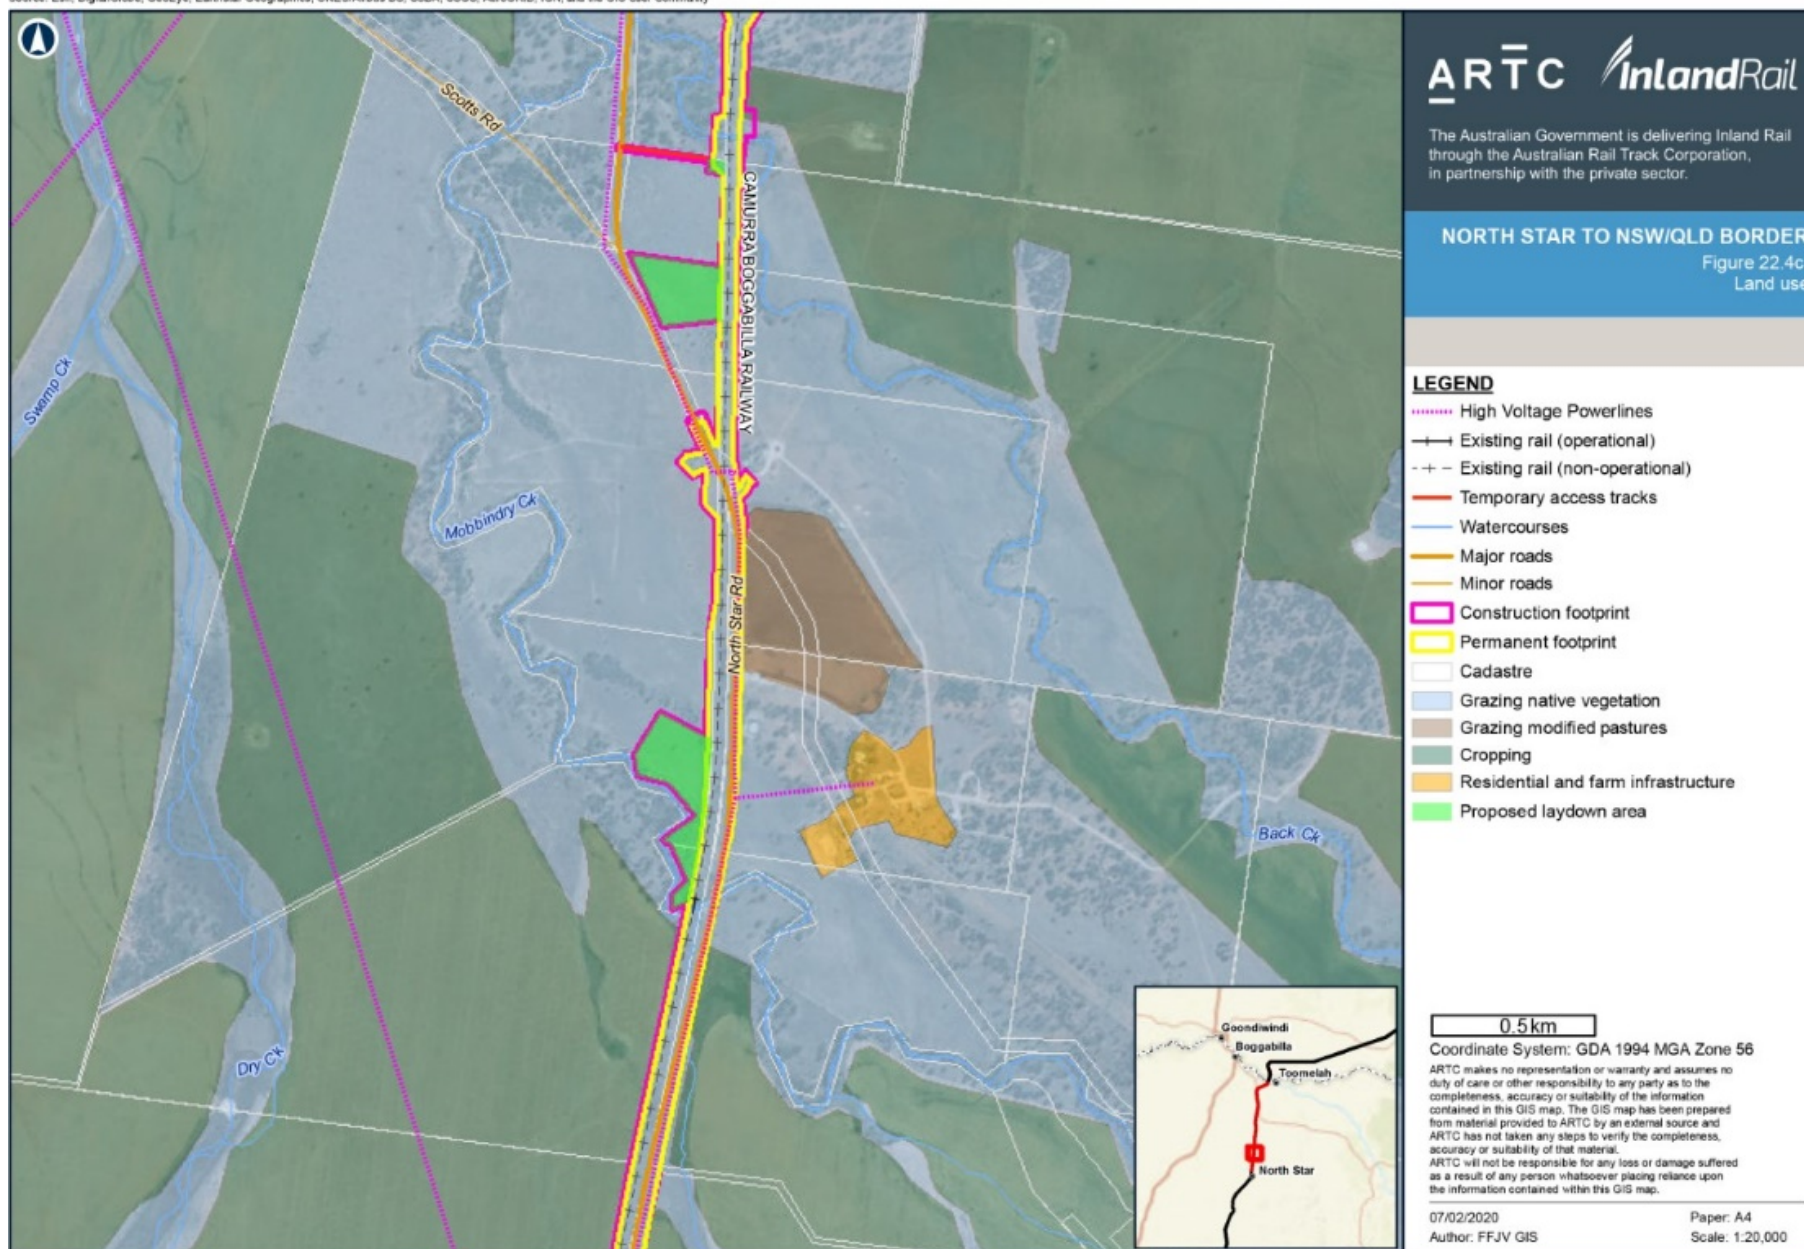 Scotts Rd
CAMURRA BOGGABILLA RAILWAY
Swamp Ck
Mobbindry Ck
North Star Rd
Back Ck
Dry Ck
Goondiwindi
Boggabilla
Toomelah
North Star
ARTC InlandRail
The Australian Government is delivering Inland Rail
through the Australian Rail Track Corporation,
in partnership with the private sector.
NORTH STAR TO NSW/QLD BORDER
Figure 22.4c
Land use
LEGEND
High Voltage Powerlines
Existing rail (operational)
Existing rail (non-operational)
Temporary access tracks
Watercourses
Major roads
Minor roads
Construction footprint
Permanent footprint
Cadastre
Grazing native vegetation
Grazing modified pastures
Cropping
Residential and farm infrastructure
Proposed laydown area
0.5km
Coordinate System: GDA 1994 MGA Zone 56
ARTC makes no representation or warranty and assumes no
duty of care or other responsibility to any party as to the
completeness, accuracy or suitability of the information
contained in this GIS map. The GIS map has been prepared
from material provided to ARTC by an external source and
ARTC has not taken any steps to verify the completeness,
accuracy or suitability of that material.
ARTC will not be responsible for any loss or damage suffered
as a result of any person whatsoever placing reliance upon
the information contained within this GIS map.
07/02/2020 Paper: A4
Author: FFJV GIS Scale: 1:20,000